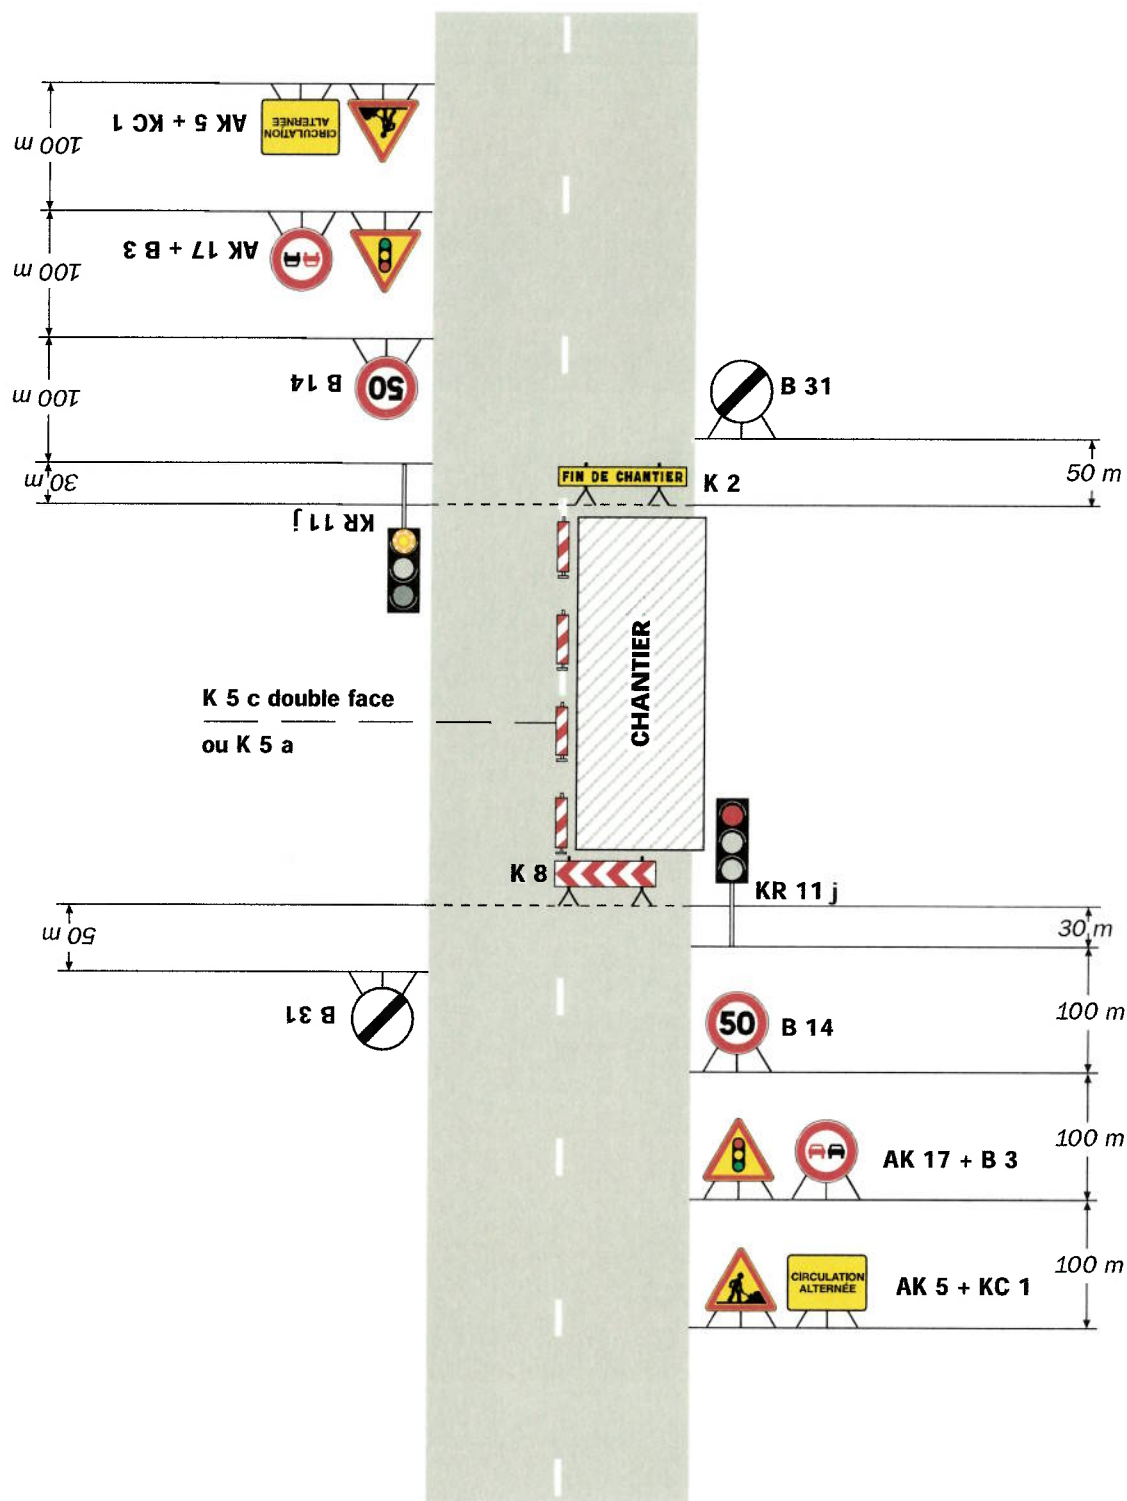 100 m
AK 5 + KC 1
CIRCULATION
ALTERNÉE
100 m
AK 17 + B 3
100 m
B 14
50
B 31
30 m
KR 11 j
FIN DE CHANTIER
K 2
50 m
CHANTIER
K 5 c double face
ou K 5 a
K 8
KR 11 j
50 m
30 m
B 31
50
B 14
100 m
AK 17 + B 3
100 m
CIRCULATION
ALTERNÉE
AK 5 + KC 1
100 m